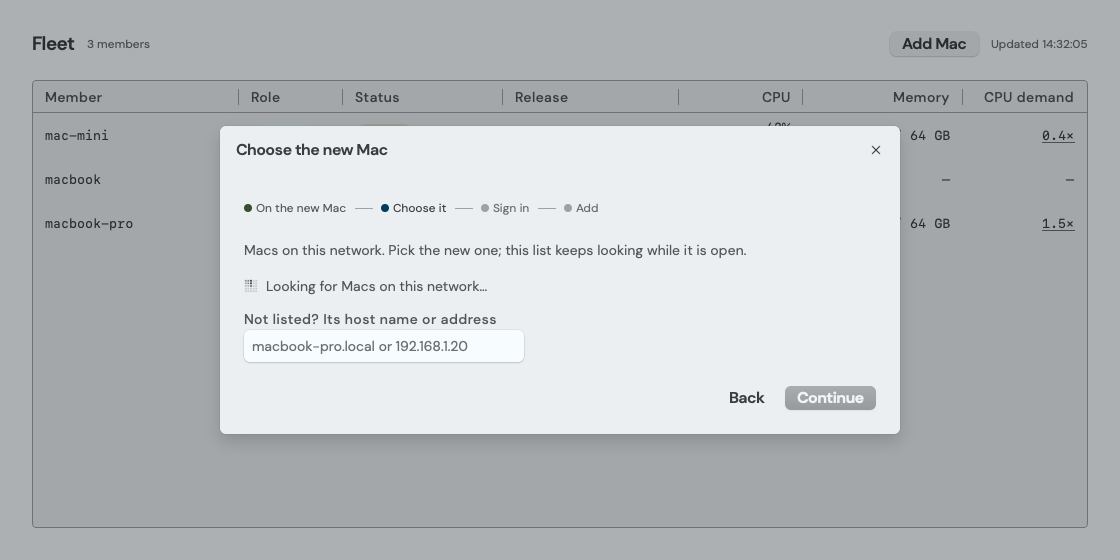 Fleet 3 members Add Mac Updated 14:32:05
Member Role Status Release CPU Memory CPU demand
mac-mini 64 GB 0.4×
macbook — —
macbook-pro 64 GB 1.5×
Choose the new Mac ×
On the new Mac — Choose it — Sign in — Add
Macs on this network. Pick the new one; this list keeps looking while it is open.
Looking for Macs on this network…
Not listed? Its host name or address
macbook-pro.local or 192.168.1.20
Back Continue